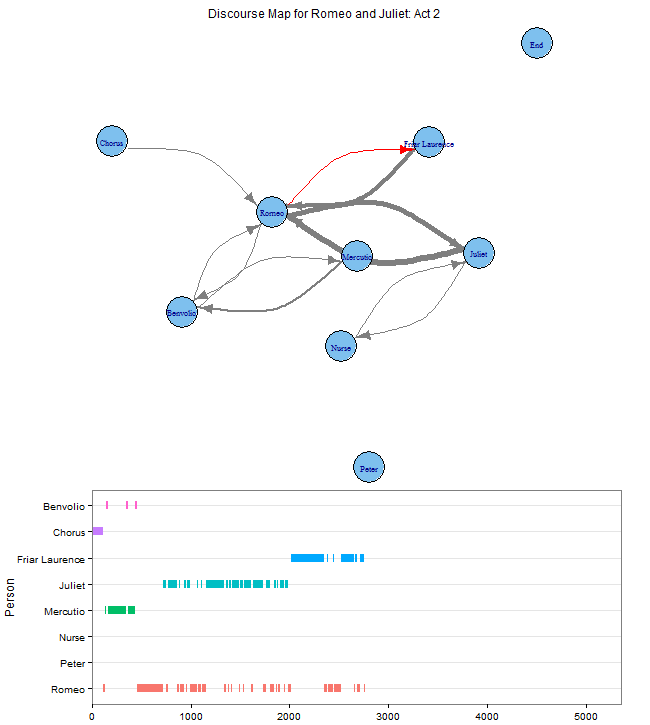 Discourse Map for Romeo and Juliet: Act 2
End
Chorus
Friar Laurence
Romeo
Mercutio
Juliet
Benvolio
Nurse
Peter
Person
Benvolio
Chorus
Friar Laurence
Juliet
Mercutio
Nurse
Peter
Romeo
0 1000 2000 3000 4000 5000